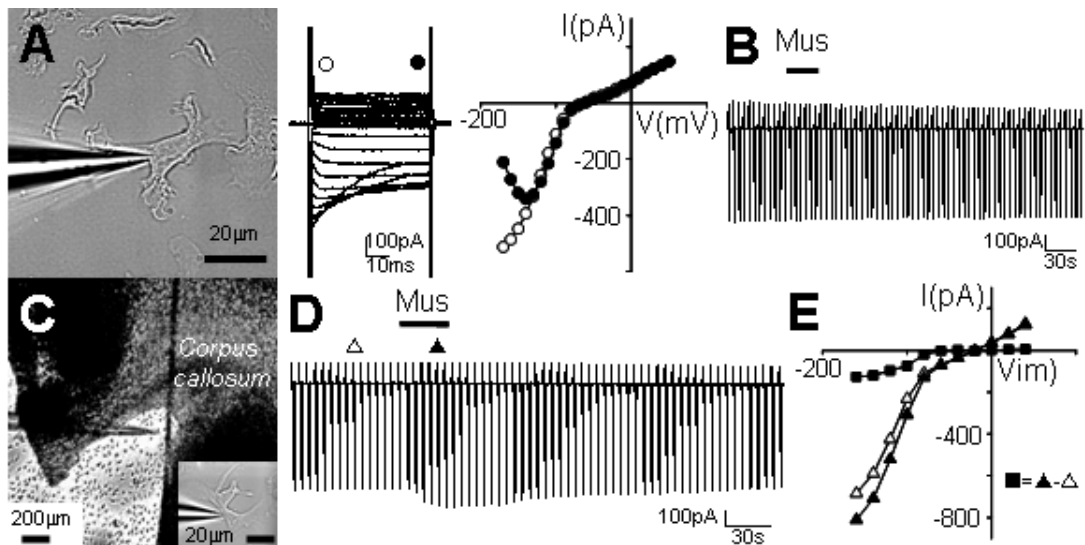 A
20µm
100pA
10ms
I(pA)
-200
V(mV)
-200
-400
B
Mus
100pA
30s
C
Corpus
callosum
200µm
20µm
D
Mus
100pA
30s
E
I(pA)
-200
Vim)
-400
-800
■=▲-△